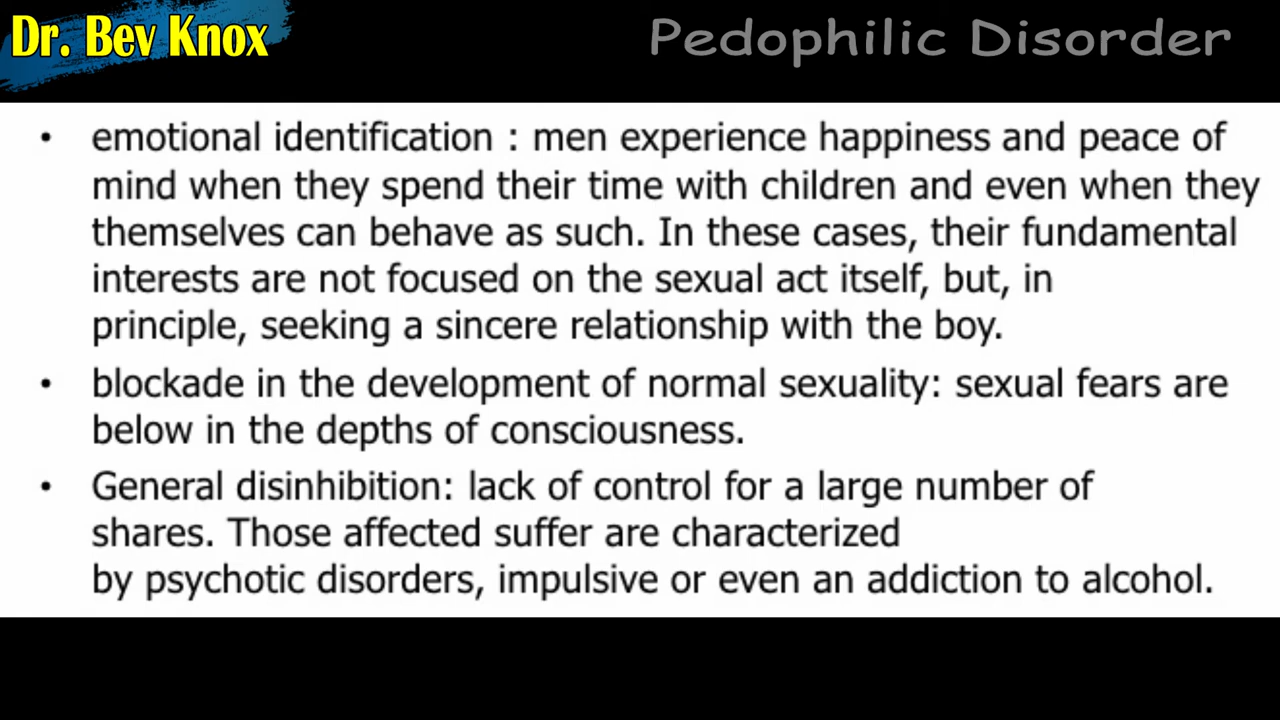 Dr. Bev Knox
Pedophilic Disorder
• emotional identification : men experience happiness and peace of
mind when they spend their time with children and even when they
themselves can behave as such. In these cases, their fundamental
interests are not focused on the sexual act itself, but, in
principle, seeking a sincere relationship with the boy.
• blockade in the development of normal sexuality: sexual fears are
below in the depths of consciousness.
• General disinhibition: lack of control for a large number of
shares. Those affected suffer are characterized
by psychotic disorders, impulsive or even an addiction to alcohol.